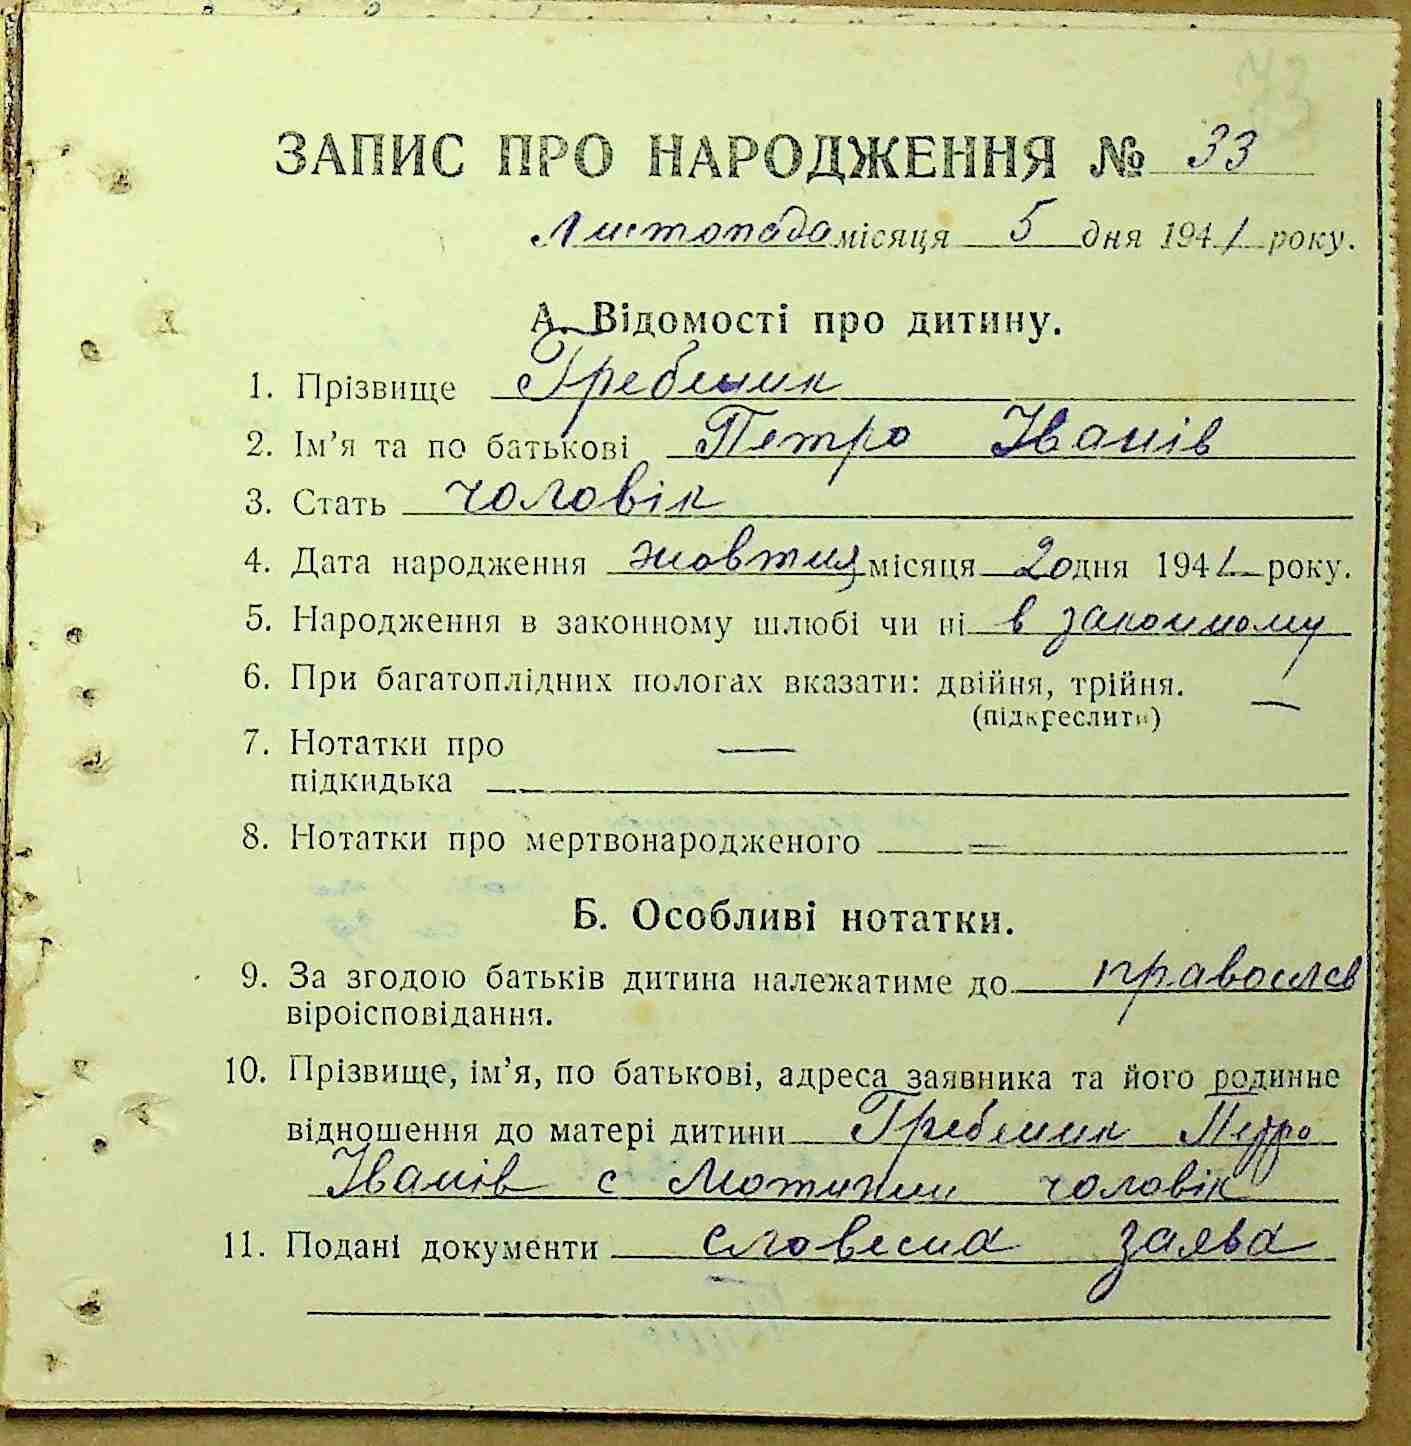 73
ЗАПИС ПРО НАРОДЖЕННЯ № 33
Листопада місяця 5 дня 1941 року.
А. Відомості про дитину.
1. Прізвище Гребеник
2. Ім’я та по батькові Петро Іванів
3. Стать чоловік
4. Дата народження жовтня місяця 20 дня 1941 року.
5. Народження в законному шлюбі чи ні в законному
6. При багатоплідних пологах вказати: двійня, трійня. —
(підкреслити)
7. Нотатки про —
підкидька
8. Нотатки про мертвонародженого =
Б. Особливі нотатки.
9. За згодою батьків дитина належатиме до православ
віроісповідання.
10. Прізвище, ім’я, по батькові, адреса заявника та його родинне
відношення до матері дитини Гребеник Петро
Іванів с чоловік
11. Подані документи словесна заява